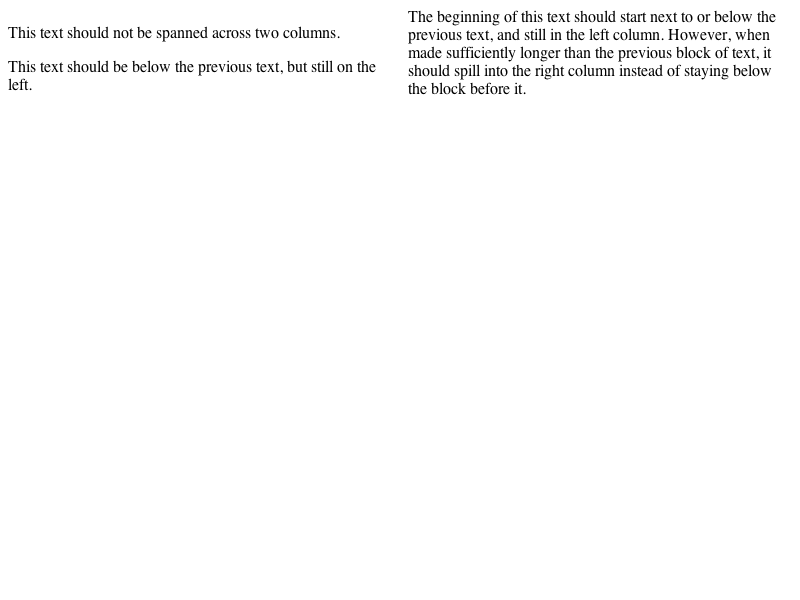 This text should not be spanned across two columns.
This text should be below the previous text, but still on the
left.
The beginning of this text should start next to or below the
previous text, and still in the left column. However, when
made sufficiently longer than the previous block of text, it
should spill into the right column instead of staying below
the block before it.